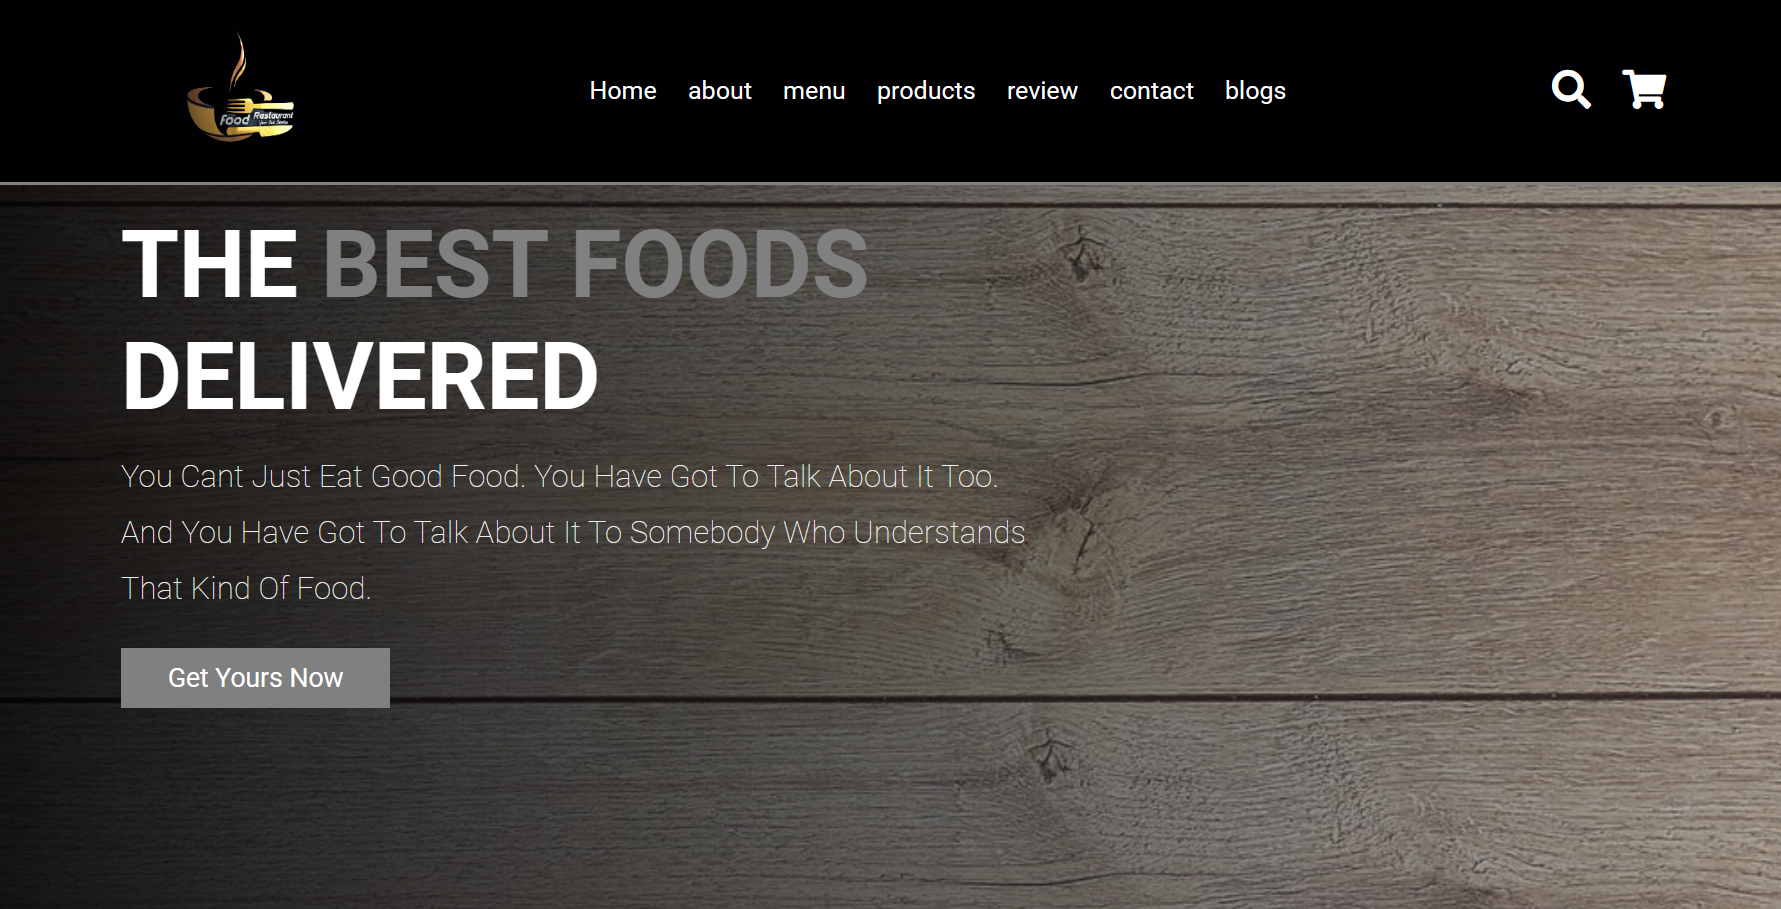 Food Restaurant
Home about menu products review contact blogs
THE BEST FOODS
DELIVERED
You Cant Just Eat Good Food. You Have Got To Talk About It Too.
And You Have Got To Talk About It To Somebody Who Understands
That Kind Of Food.
Get Yours Now